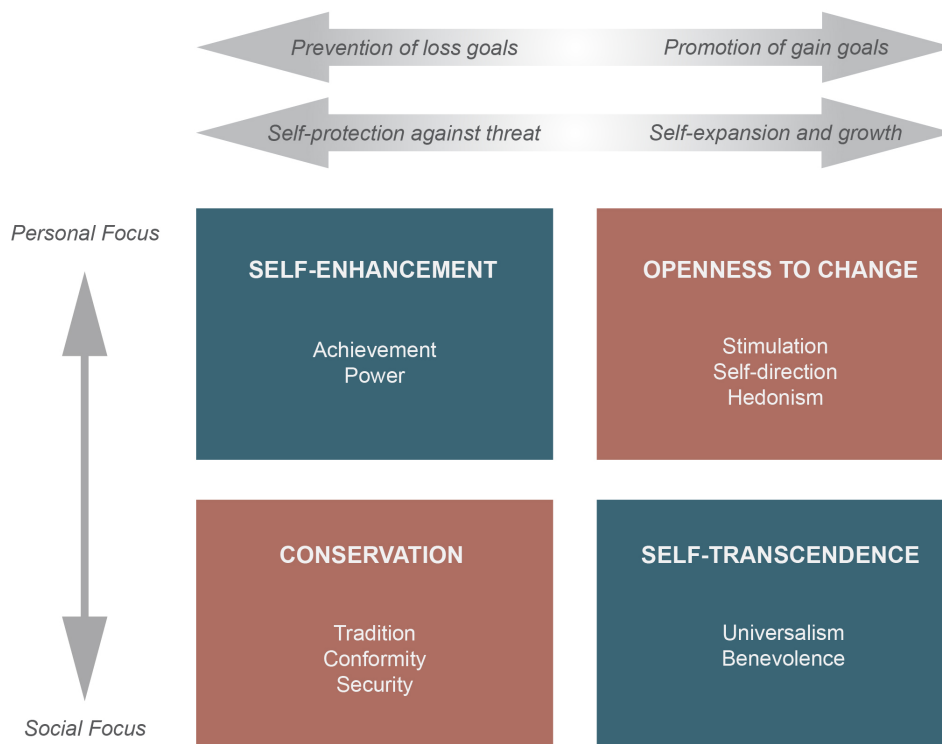 Prevention of loss goals
Promotion of gain goals
Self-protection against threat
Self-expansion and growth
Personal Focus
SELF-ENHANCEMENT
Achievement
Power
OPENNESS TO CHANGE
Stimulation
Self-direction
Hedonism
CONSERVATION
Tradition
Conformity
Security
SELF-TRANSCENDENCE
Universalism
Benevolence
Social Focus